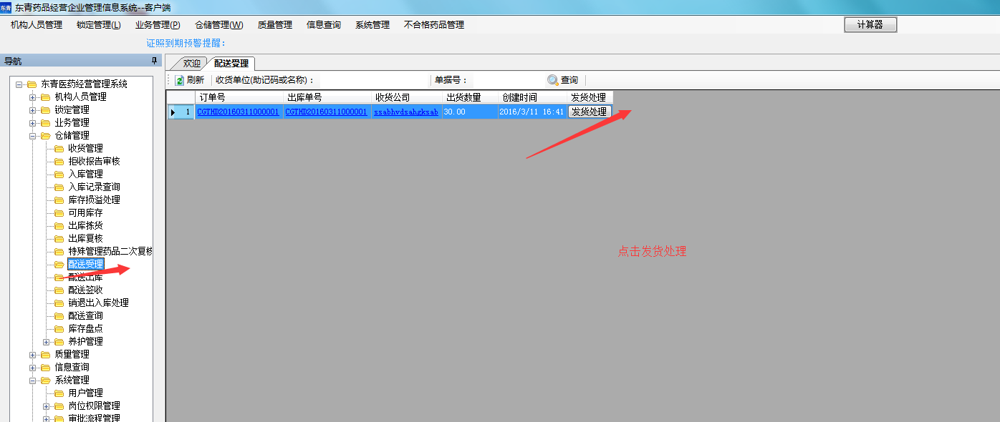 东青 东青药品经营企业管理信息系统--客户端
机构人员管理 锁定管理(L) 业务管理(P) 仓储管理(W) 质量管理 信息查询 系统管理 不合格药品管理 计算器
证照到期预警提醒：
导航
欢迎 配送受理
刷新 收货单位(助记码或名称)： 单据号： 查询
订单号 出库单号 收货公司 出货数量 创建时间 发货处理
1 CGTHD20160311000001 CGTHD20160311000001 ssabhvdsahgksab 30.00 2016/3/11 16:41 发货处理
东青医药经营管理系统
机构人员管理
锁定管理
业务管理
仓储管理
收货管理
拒收报告审核
入库管理
入库记录查询
库存损溢处理
可用库存
出库拣货
出库复核
特殊管理药品二次复核
配送受理
配送出库
配送签收
销退出入库处理
配送查询
库存盘点
养护管理
质量管理
信息查询
系统管理
用户管理
岗位权限管理
审批流程管理
点击发货处理